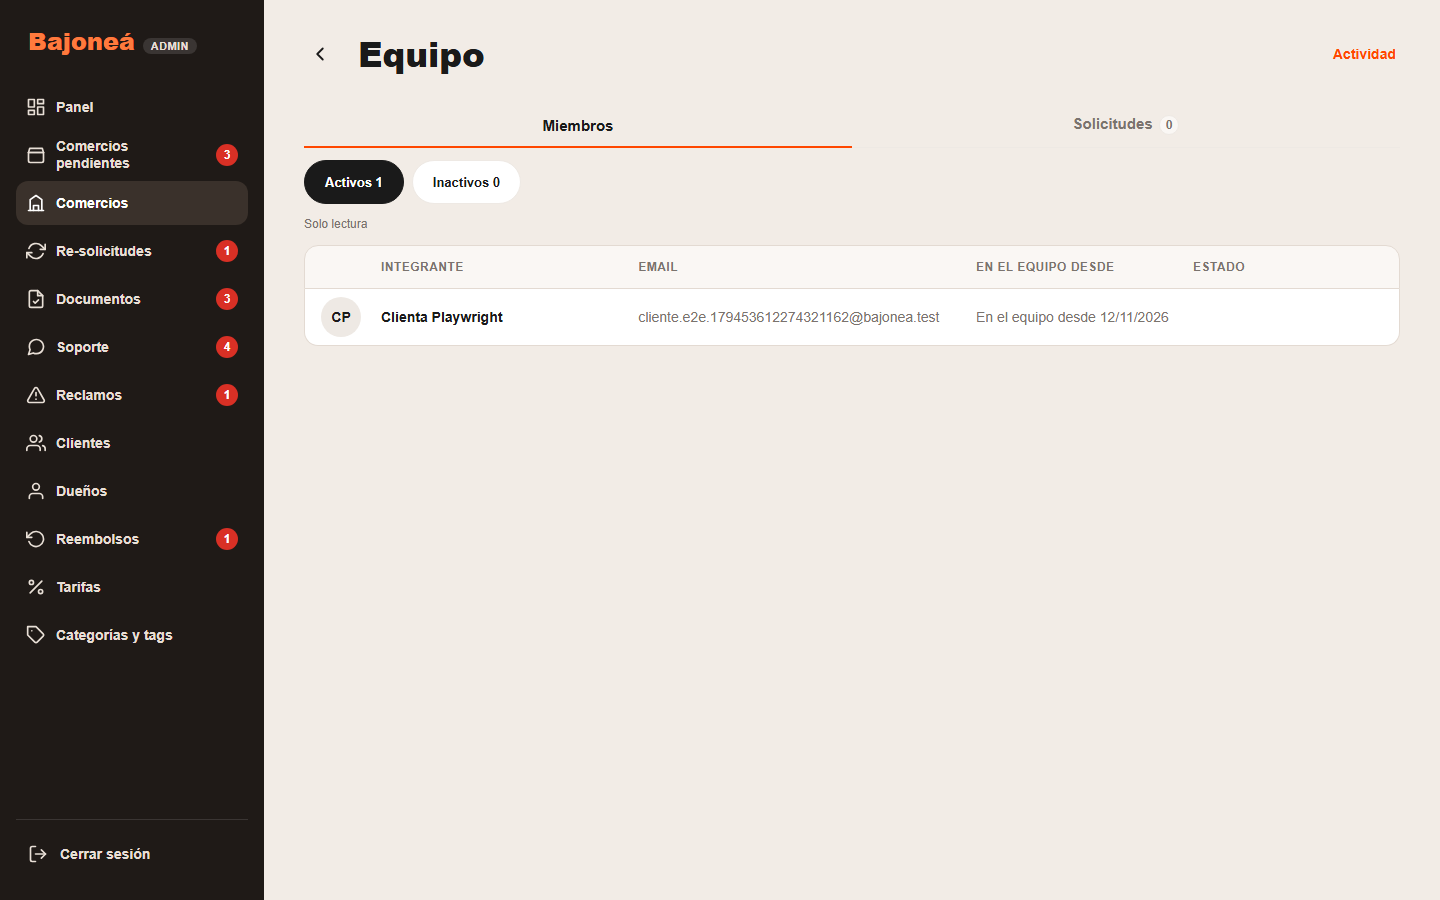 Bajoneá ADMIN
Panel
Comercios
pendientes 3
Comercios
Re-solicitudes 1
Documentos 3
Soporte 4
Reclamos 1
Clientes
Dueños
Reembolsos 1
Tarifas
Categorías y tags
Cerrar sesión
Equipo
Actividad
Miembros
Solicitudes 0
Activos 1
Inactivos 0
Solo lectura
INTEGRANTE EMAIL EN EL EQUIPO DESDE ESTADO
CP Clienta Playwright cliente.e2e.179453612274321162@bajonea.test En el equipo desde 12/11/2026